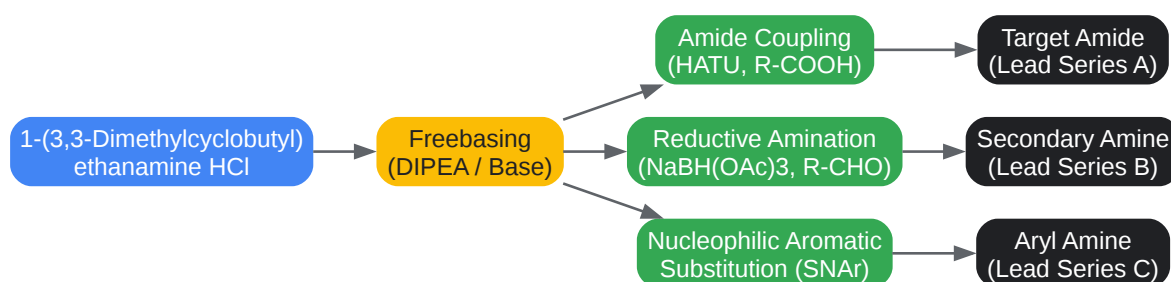 1-(3,3-Dimethylcyclobutyl)
ethanamine HCl
Freebasing
(DIPEA / Base)
Amide Coupling
(HATU, R-COOH)
Target Amide
(Lead Series A)
Reductive Amination
(NaBH(OAc)3, R-CHO)
Secondary Amine
(Lead Series B)
Nucleophilic Aromatic
Substitution (SNAr)
Aryl Amine
(Lead Series C)